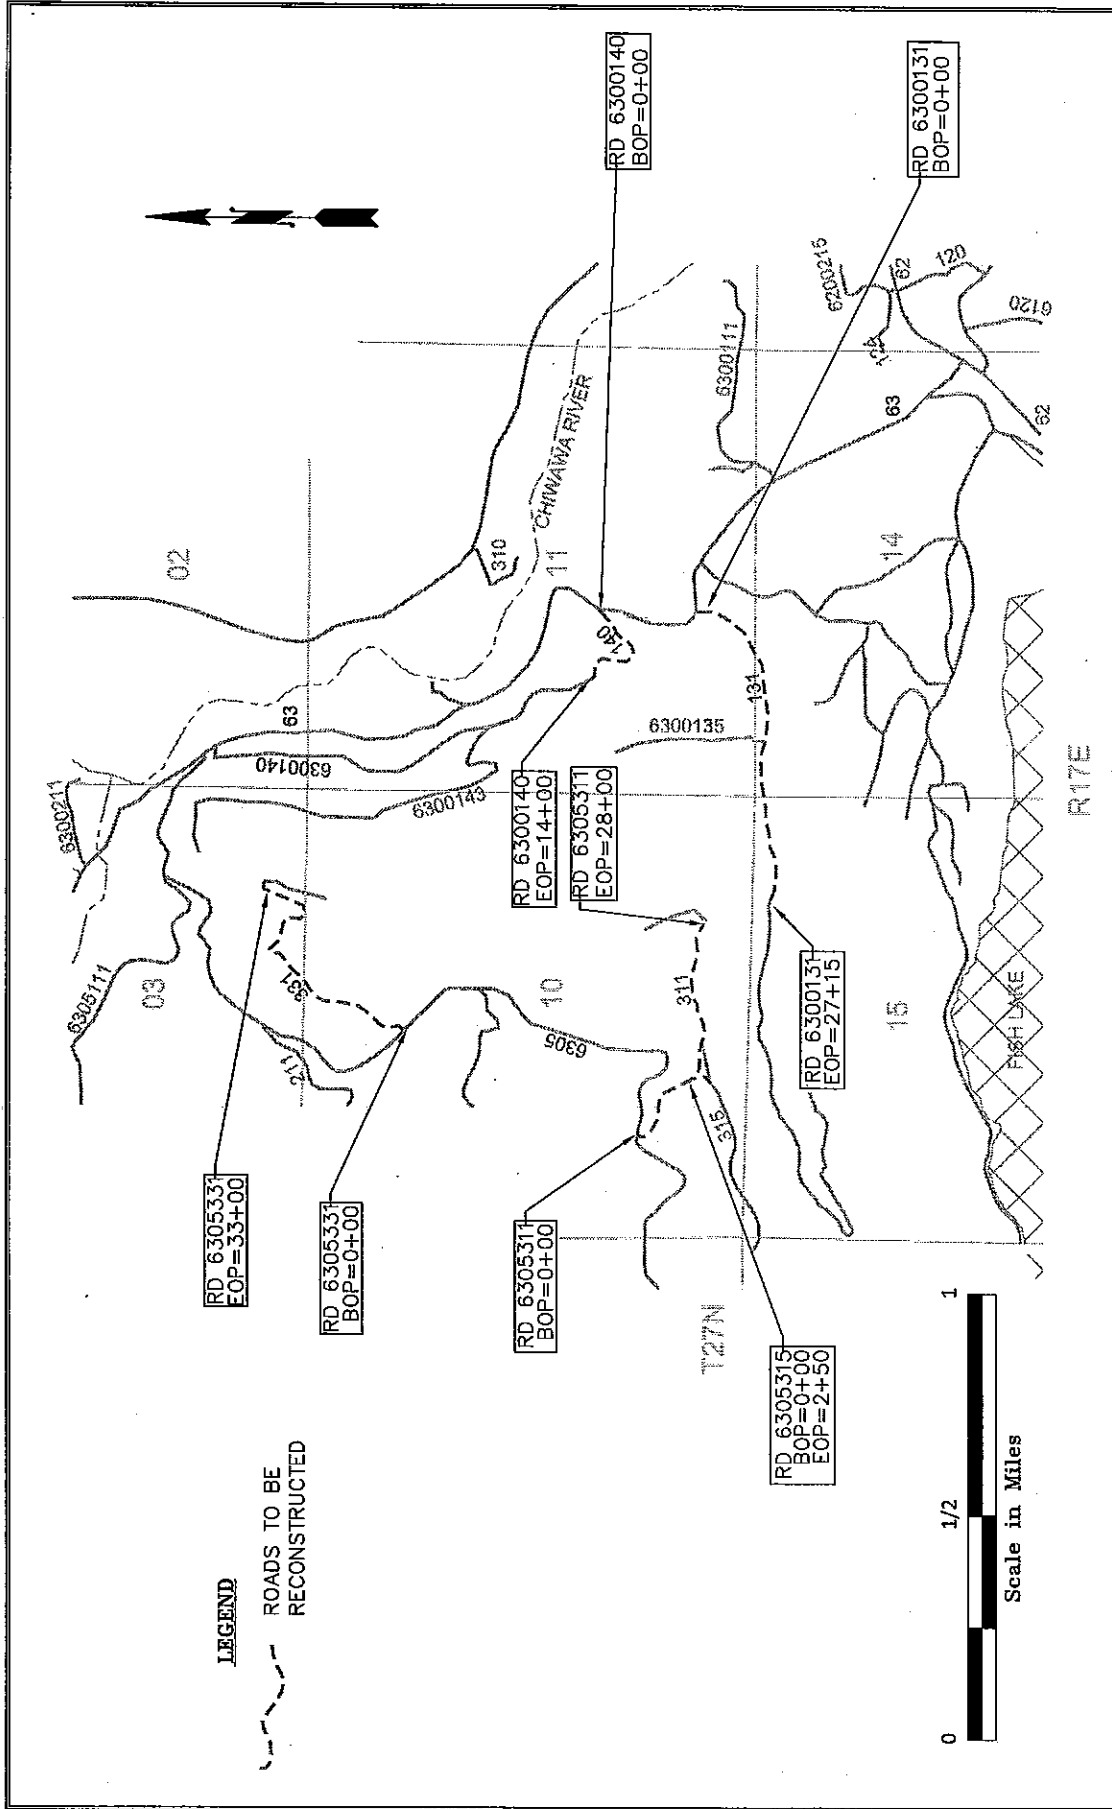 LEGEND
ROADS TO BE
RECONSTRUCTED
RD 6305331
EOP=33+00
RD 6305331
BOP=0+00
RD 6305311
BOP=0+00
RD 6305315
BOP=0+00
EOP=2+50
RD 6300140
EOP=14+00
RD 6305311
EOP=28+00
RD 6300131
EOP=27+15
RD 6300140
BOP=0+00
RD 6300131
BOP=0+00
6305111
6300211
03
211
331
6300140
63
6300143
02
310
CHIWAWA RIVER
11
140
10
6305
311
315
6300135
131
6300111
6200215
62
120
6120
63
62
14
15
FISH LAKE
T27N
R17E
0
1/2
1
Scale in Miles